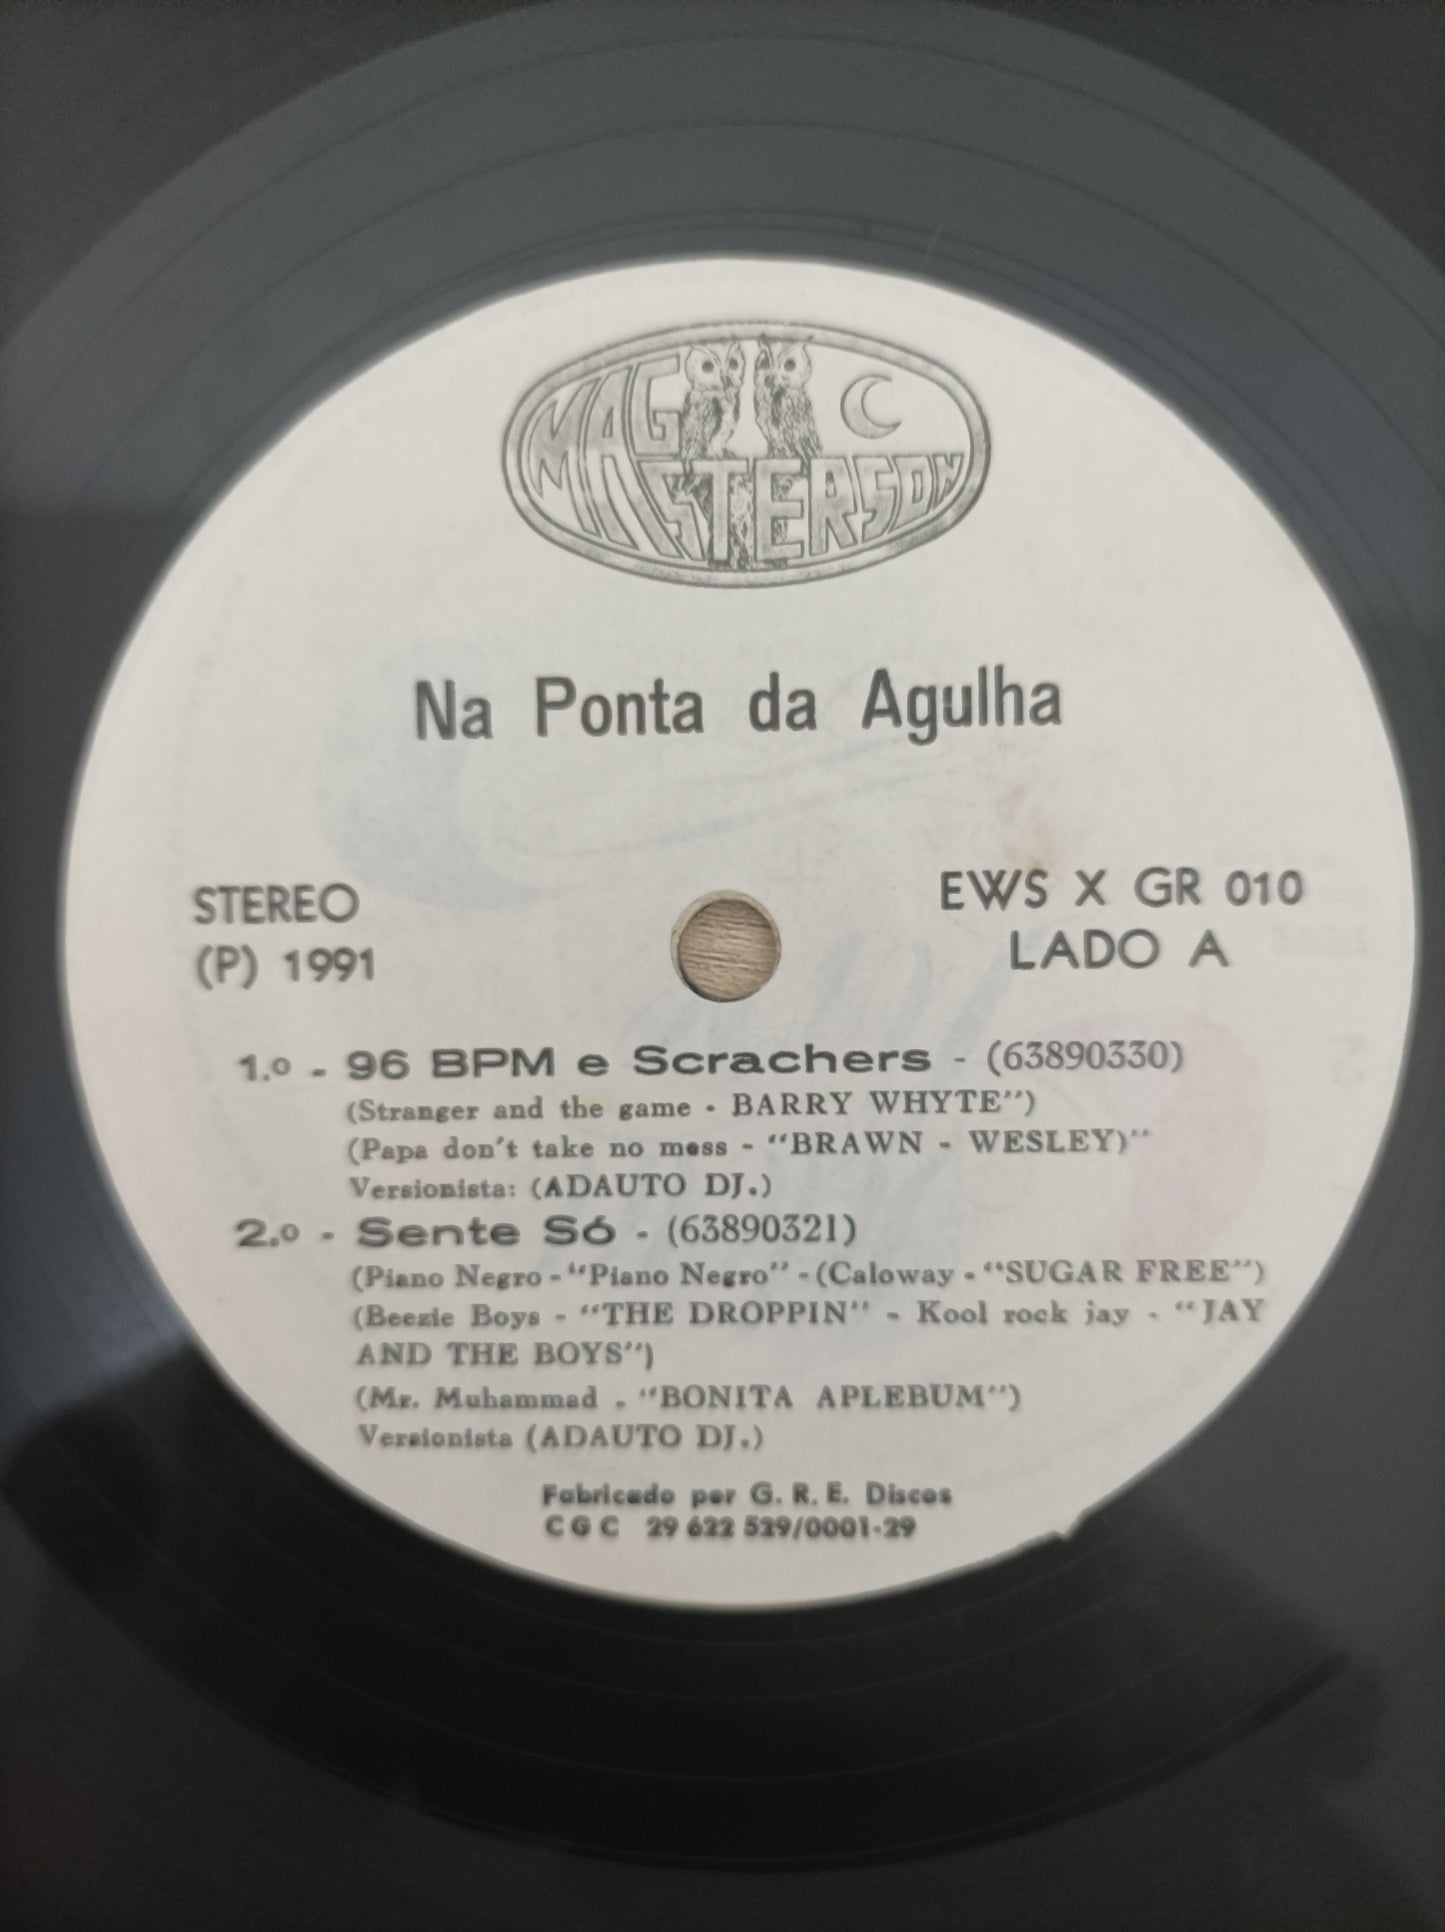 MAG
MASTERSON
Na Ponta da Agulha
STEREO
(P) 1991
EWS X GR 010
LADO A
1.º - 96 BPM e Scrachers - (63890330)
(Stranger and the game - BARRY WHYTE")
(Papa don't take no mess - "BRAWN - WESLEY)"
Versionista: (ADAUTO DJ.)
2.º - Sente Só - (63890321)
(Piano Negro - "Piano Negro" - (Caloway - "SUGAR FREE")
(Beezie Boys - "THE DROPPIN" - Kool rock jay - "JAY
AND THE BOYS")
(Mr. Muhammad - "BONITA APLEBUM")
Versionista (ADAUTO DJ.)
Fabricado por G. R. E. Discos
C G C 29 622 529/0001-29